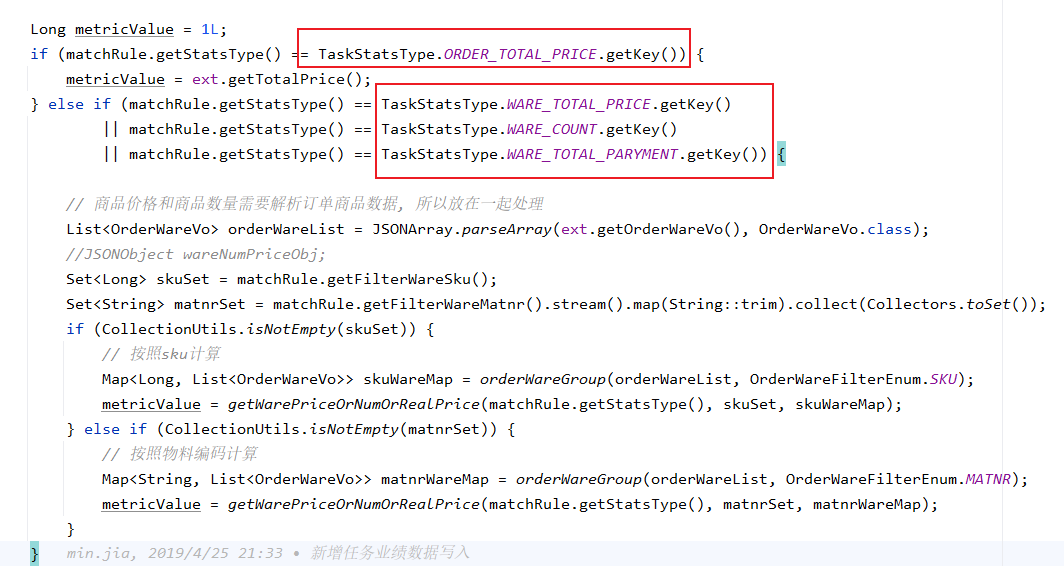 Long metricValue = 1L;
if (matchRule.getStatsType() == TaskStatsType.ORDER_TOTAL_PRICE.getKey()) {
metricValue = ext.getTotalPrice();
} else if (matchRule.getStatsType() == TaskStatsType.WARE_TOTAL_PRICE.getKey()
|| matchRule.getStatsType() == TaskStatsType.WARE_COUNT.getKey()
|| matchRule.getStatsType() == TaskStatsType.WARE_TOTAL_PARYMENT.getKey()) {
// 商品价格和商品数量需要解析订单商品数据, 所以放在一起处理
List<OrderWareVo> orderWareList = JSONArray.parseArray(ext.getOrderWareVo(), OrderWareVo.class);
//JSONObject wareNumPriceObj;
Set<Long> skuSet = matchRule.getFilterWareSku();
Set<String> matnrSet = matchRule.getFilterWareMatnr().stream().map(String::trim).collect(Collectors.toSet());
if (CollectionUtils.isNotEmpty(skuSet)) {
// 按照sku计算
Map<Long, List<OrderWareVo>> skuWareMap = orderWareGroup(orderWareList, OrderWareFilterEnum.SKU);
metricValue = getWarePriceOrNumOrRealPrice(matchRule.getStatsType(), skuSet, skuWareMap);
} else if (CollectionUtils.isNotEmpty(matnrSet)) {
// 按照物料编码计算
Map<String, List<OrderWareVo>> matnrWareMap = orderWareGroup(orderWareList, OrderWareFilterEnum.MATNR);
metricValue = getWarePriceOrNumOrRealPrice(matchRule.getStatsType(), matnrSet, matnrWareMap);
}
} min.jia, 2019/4/25 21:33 • 新增任务业绩数据写入